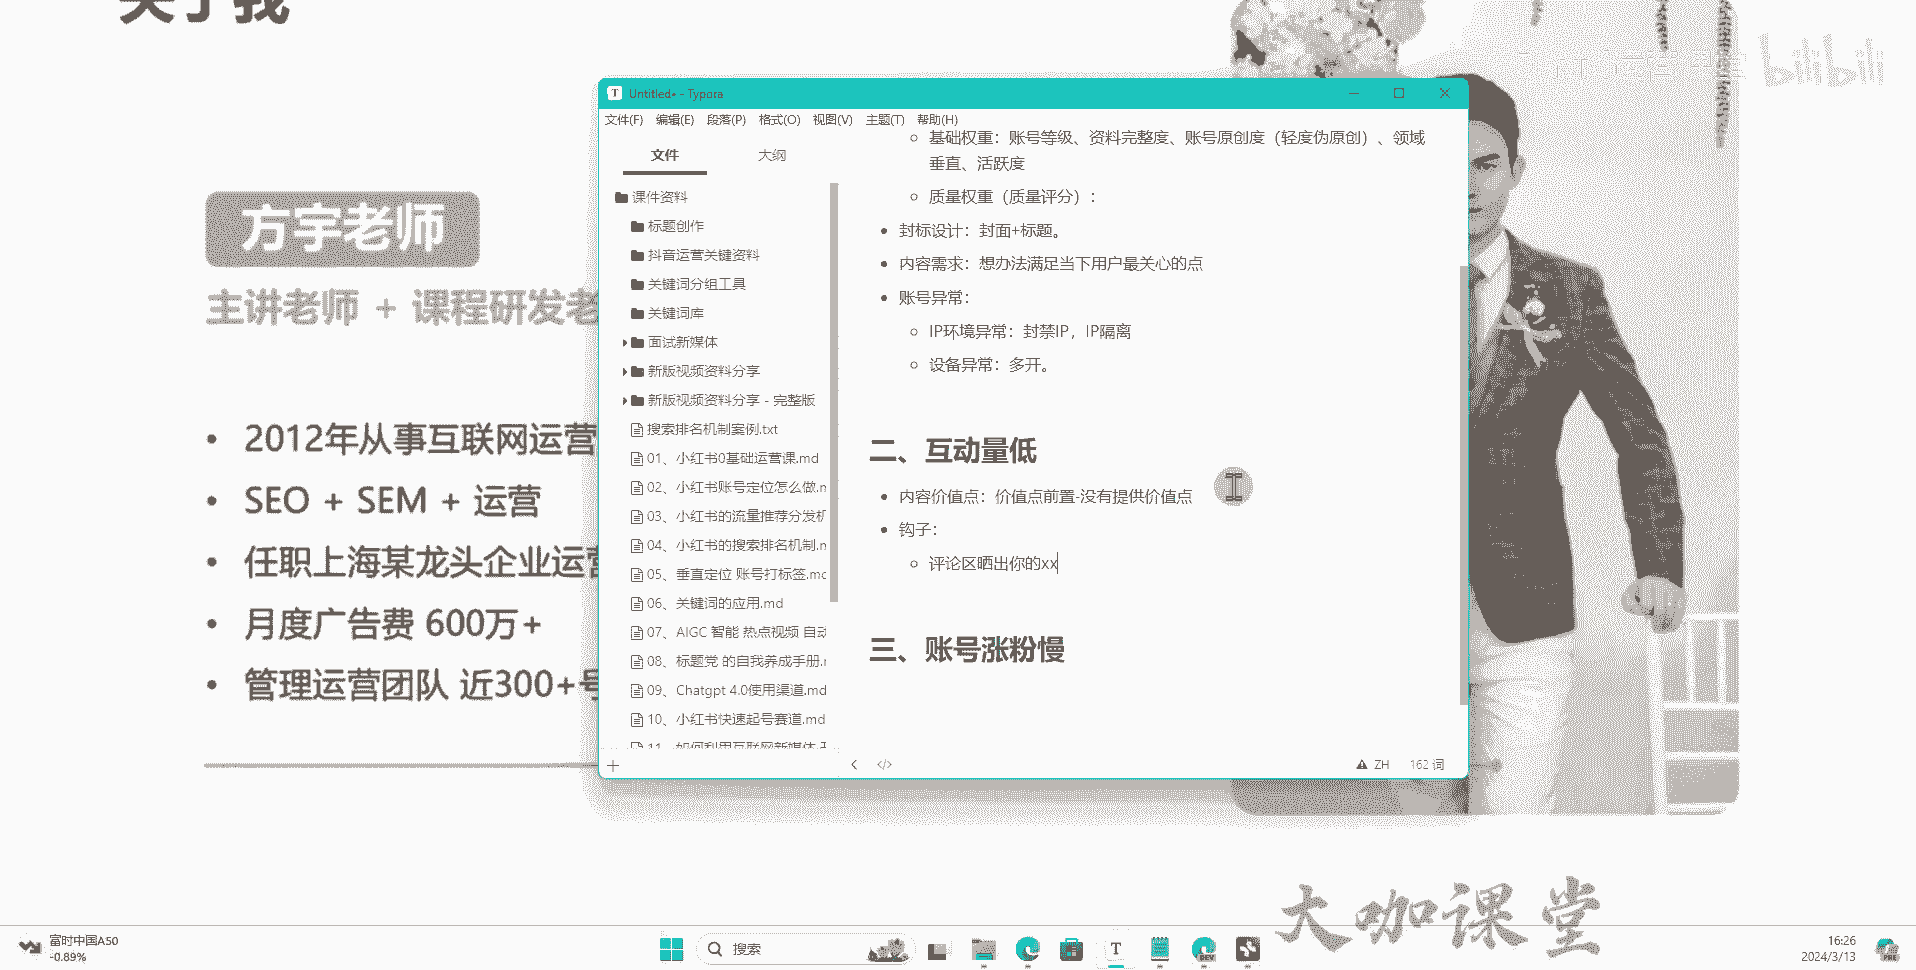 关于我
bilibili
方宇老师
主讲老师 + 课程研发老
2012年从事互联网运营
SEO + SEM + 运营
任职上海某龙头企业运营
月度广告费 600万+
管理运营团队 近300+号
Untitled• - Typora
文件(F) 编辑(E) 段落(P) 格式(O) 视图(V) 主题(T) 帮助(H)
文件 大纲
课件资料
标题创作
抖音运营关键资料
关键词分组工具
关键词库
面试新媒体
新版视频资料分享
新版视频资料分享 - 完整版
搜索排名机制案例.txt
01、小红书0基础运营课.md
02、小红书账号定位怎么做.m
03、小红书的流量推荐分发机
04、小红书的搜索排名机制.m
05、垂直定位 账号打标签.md
06、关键词的应用.md
07、AIGC 智能 热点视频 自动
08、标题党 的自我养成手册.r
09、Chatgpt 4.0使用渠道.md
10、小红书快速起号赛道.md
11、如何利用互联网新媒体
基础权重：账号等级、资料完整度、账号原创度（轻度伪原创）、领域
垂直、活跃度
质量权重（质量评分）：
封标设计：封面+标题。
内容需求：想办法满足当下用户最关心的点
账号异常：
IP环境异常：封禁IP，IP隔离
设备异常：多开。
二、互动量低
内容价值点：价值点前置-没有提供价值点
钩子：
评论区晒出你的xx
三、账号涨粉慢
ZH 162 词
大咖课堂
富时中国A50
-0.89%
搜索
16:26
2024/3/13